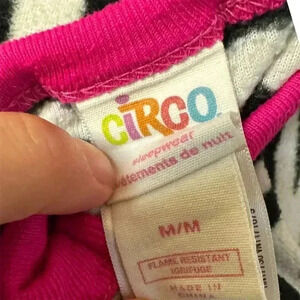 CiRCO
sleepwear
vêtements de nuit
M/M
FLAME RESISTANT
IGNIFUGE
MADE IN CHINA